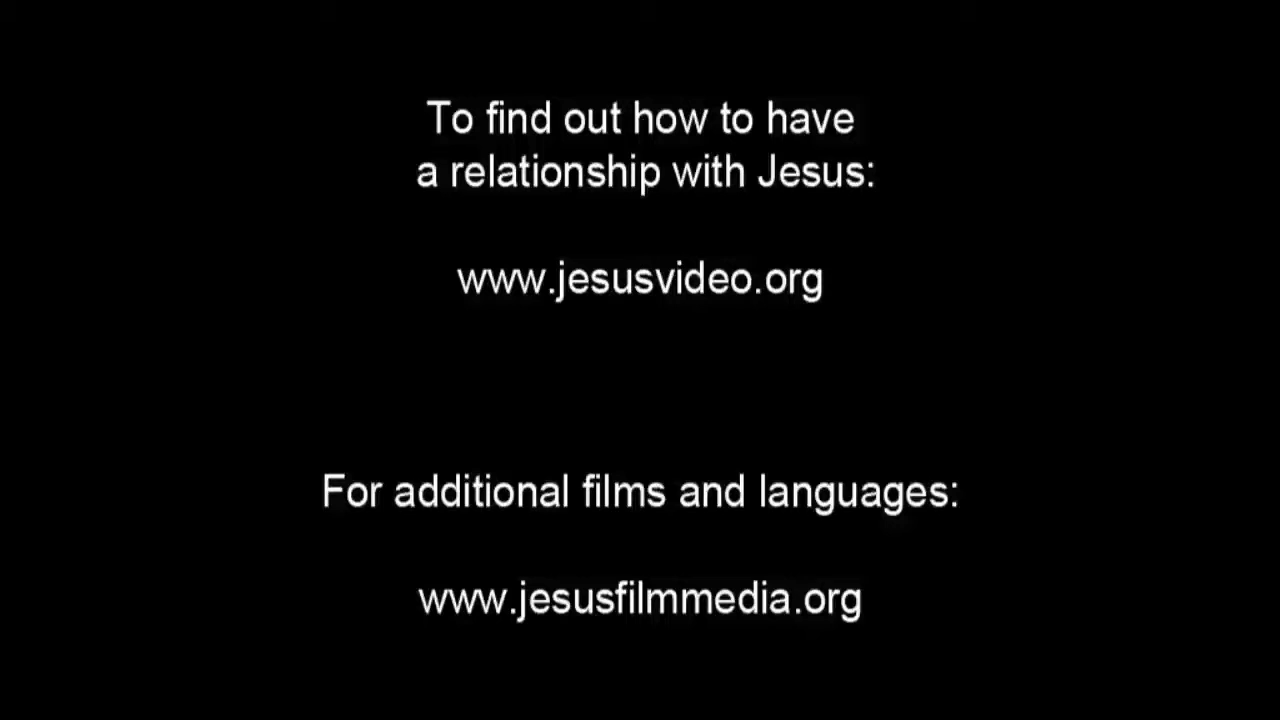 To find out how to have
a relationship with Jesus:
www.jesusvideo.org
For additional films and languages:
www.jesusfilmmedia.org